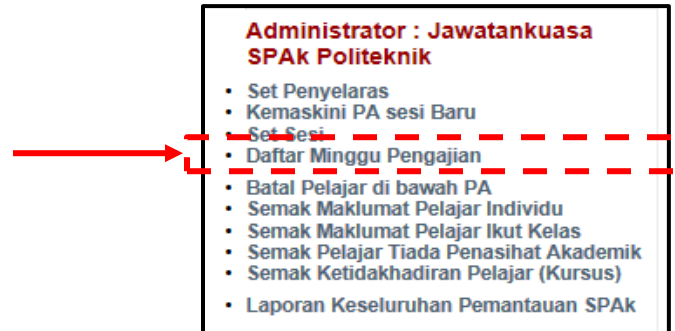 Administrator : Jawatankuasa
SPAk Politeknik
• Set Penyelaras
• Kemaskini PA sesi Baru
• Set Sesi
• Daftar Minggu Pengajian
• Batal Pelajar di bawah PA
• Semak Maklumat Pelajar Individu
• Semak Maklumat Pelajar Ikut Kelas
• Semak Pelajar Tiada Penasihat Akademik
• Semak Ketidakhadiran Pelajar (Kursus)
• Laporan Keseluruhan Pemantauan SPAk